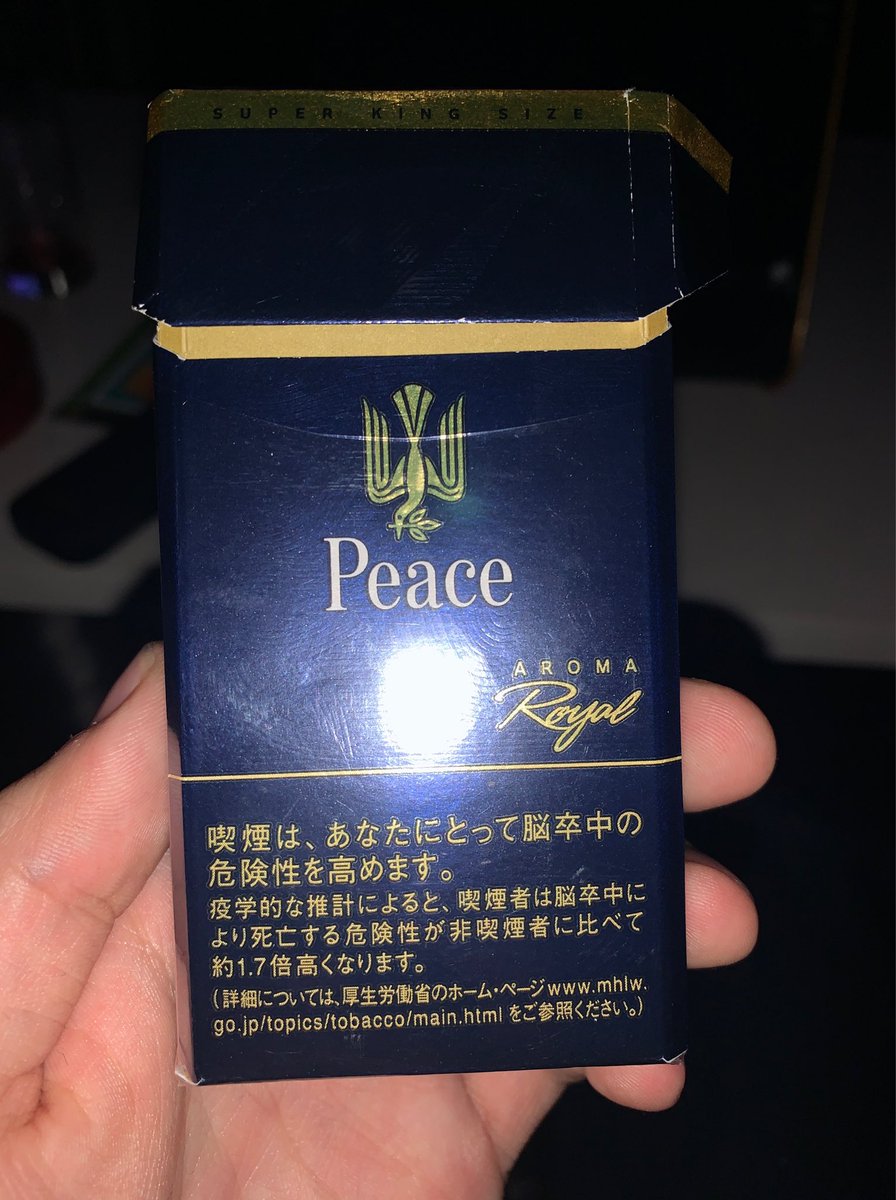 SUPER KING SIZE
Peace
AROMA
Royal
喫煙は、あなたにとって脳卒中の
危険性を高めます。
疫学的な推計によると、喫煙者は脳卒中に
より死亡する危険性が非喫煙者に比べて
約1.7倍高くなります。
(詳細については、厚生労働省のホーム・ページwww.mhlw.
go.jp/topics/tobacco/main.html をご参照ください。)